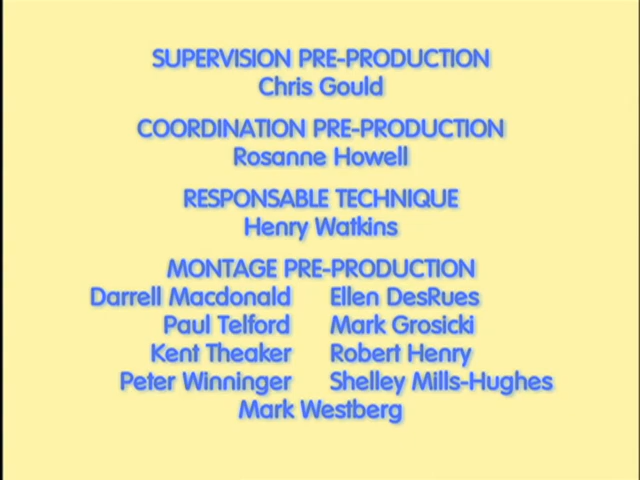 SUPERVISION PRE-PRODUCTION
Chris Gould
COORDINATION PRE-PRODUCTION
Rosanne Howell
RESPONSABLE TECHNIQUE
Henry Watkins
MONTAGE PRE-PRODUCTION
Darrell Macdonald Ellen DesRues
Paul Telford Mark Grosicki
Kent Theaker Robert Henry
Peter Winninger Shelley Mills-Hughes
Mark Westberg